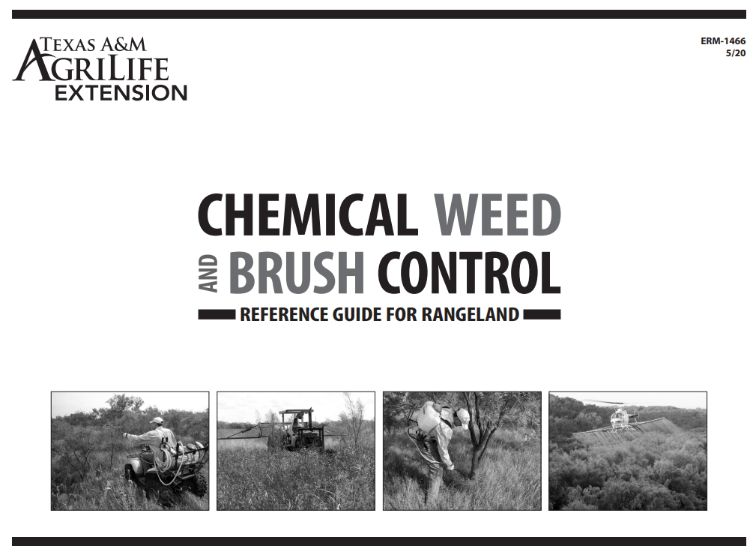 TEXAS A&M
AGRILIFE
EXTENSION
ERM-1466
5/20
CHEMICAL WEED
AND BRUSH CONTROL
REFERENCE GUIDE FOR RANGELAND